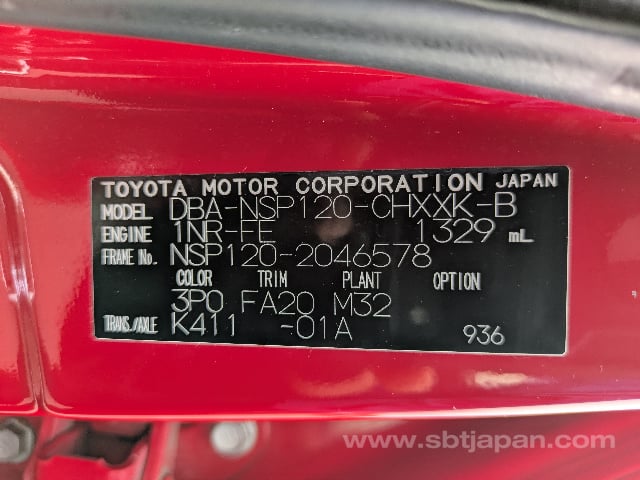 TOYOTA MOTOR CORPORATION JAPAN
MODEL DBA-NSP120-CHXXK-B
ENGINE 1NR-FE 1329 mL
FRAME No. NSP120-2046578
COLOR TRIM PLANT OPTION
3P0 FA20 M32
TRANS./AXLE K411 -01A 936
www.sbtjapan.com